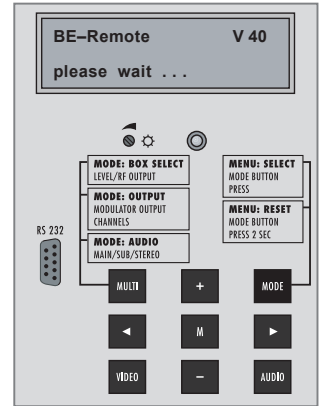 BE–Remote V 40
please wait . . .
MODE: BOX SELECT
LEVEL/RF OUTPUT
MODE: OUTPUT
MODULATOR OUTPUT
CHANNELS
MODE: AUDIO
MAIN/SUB/STEREO
MENU: SELECT
MODE BUTTON
PRESS
MENU: RESET
MODE BUTTON
PRESS 2 SEC
RS 232
MULTI + MODE
◄ M ►
VIDEO – AUDIO